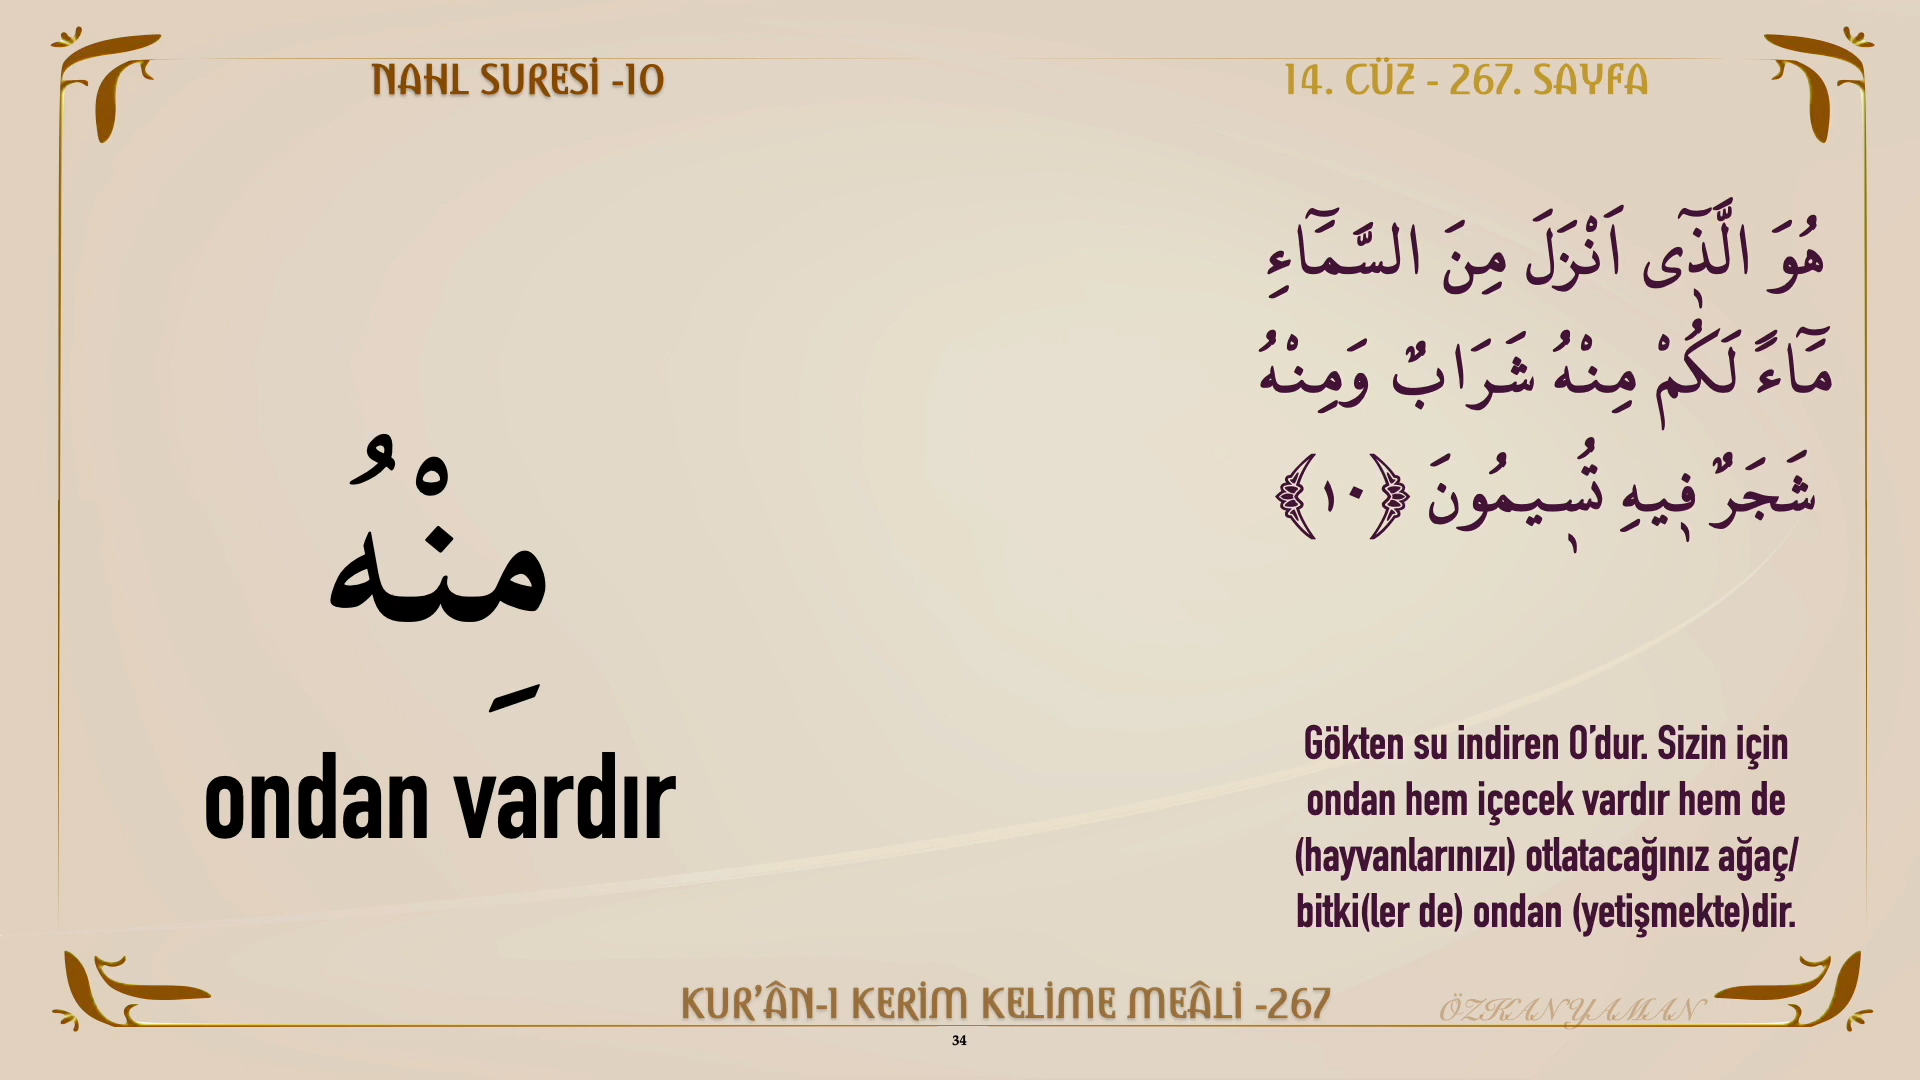 NAHL SURESİ -10
14. CÜZ - 267. SAYFA
هُوَ الَّذٖٓى اَنْزَلَ مِنَ السَّمَٓاءِ
مَٓاءً لَكُمْ مِنْهُ شَرَابٌ وَمِنْهُ
شَجَرٌ فٖيهِ تُسٖيمُونَ ﴿١٠﴾
مِنْهُ
ondan vardır
Gökten su indiren O’dur. Sizin için
ondan hem içecek vardır hem de
(hayvanlarınızı) otlatacağınız ağaç/
bitki(ler de) ondan (yetişmekte)dir.
KUR’ÂN-I KERİM KELİME MEÂLİ -267
ÖZKAN YAMAN
34